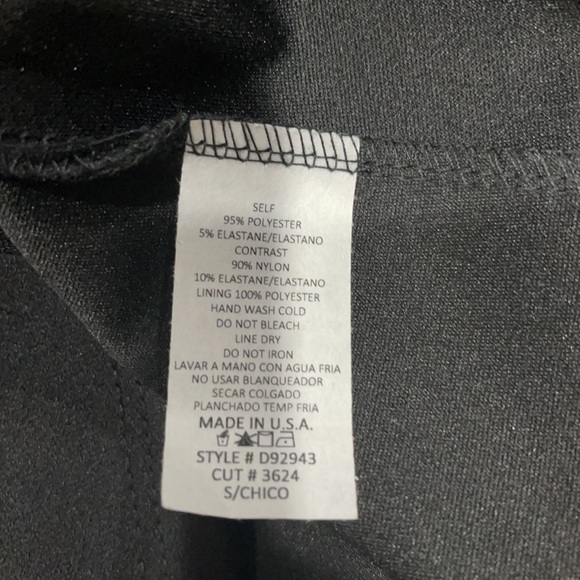 SELF
95% POLYESTER
5% ELASTANE/ELASTANO
CONTRAST
90% NYLON
10% ELASTANE/ELASTANO
LINING 100% POLYESTER
HAND WASH COLD
DO NOT BLEACH
LINE DRY
DO NOT IRON
LAVAR A MANO CON AGUA FRIA
NO USAR BLANQUEADOR
SECAR COLGADO
PLANCHADO TEMP FRIA
MADE IN U.S.A.
STYLE # D92943
CUT # 3624
S/CHICO